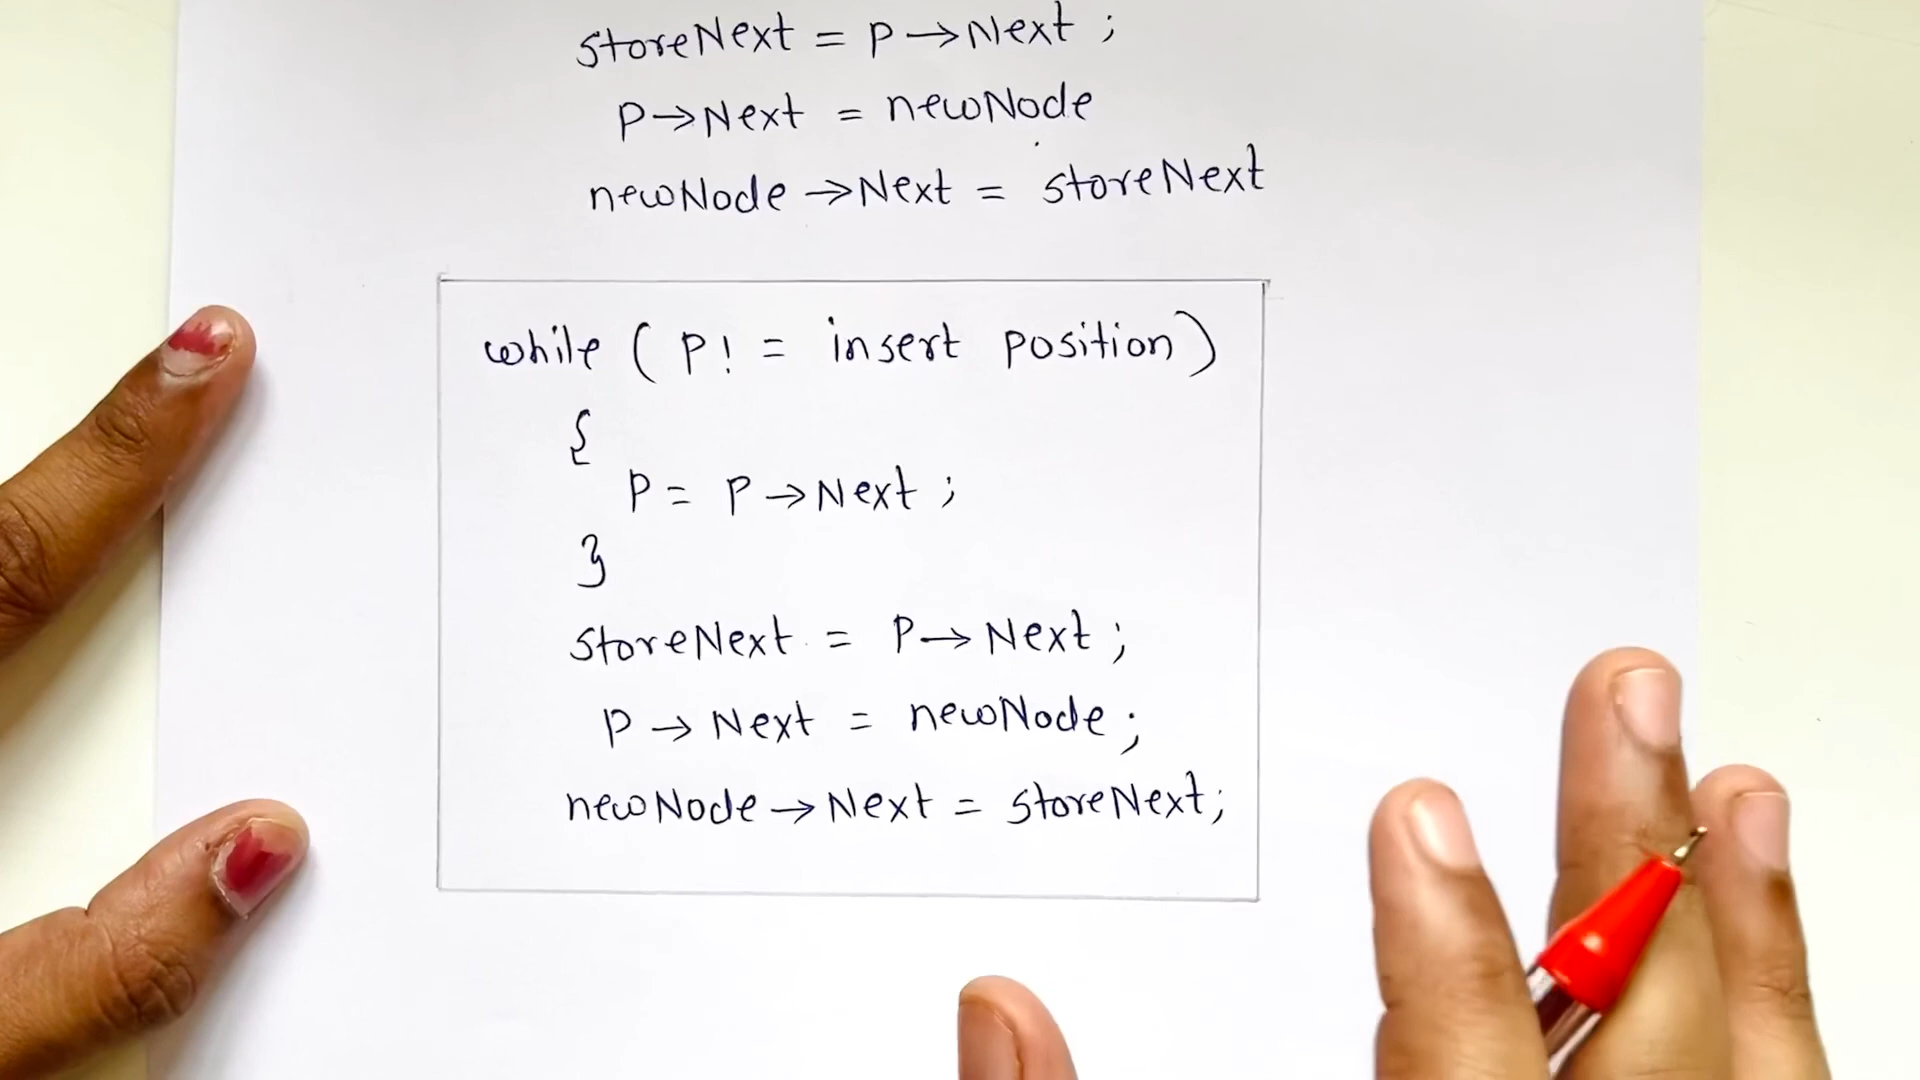 storeNext = P→Next ;
P→Next = newNode
newNode →Next = storeNext
while ( P! = insert position)
{
P = P →Next ;
}
storeNext = P→Next ;
P → Next = newNode ;
newNode → Next = storeNext;